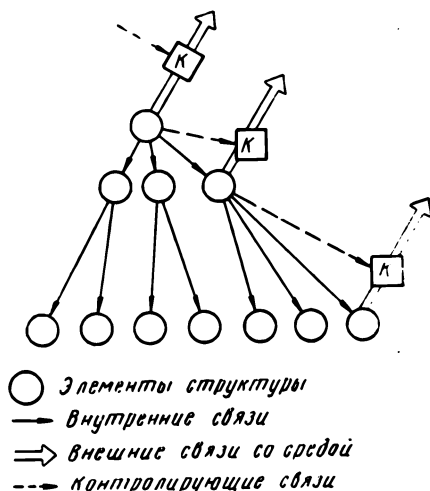 К
К
К
Элементы структуры
Внутренние связи
Внешние связи со средой
Контролирующие связи